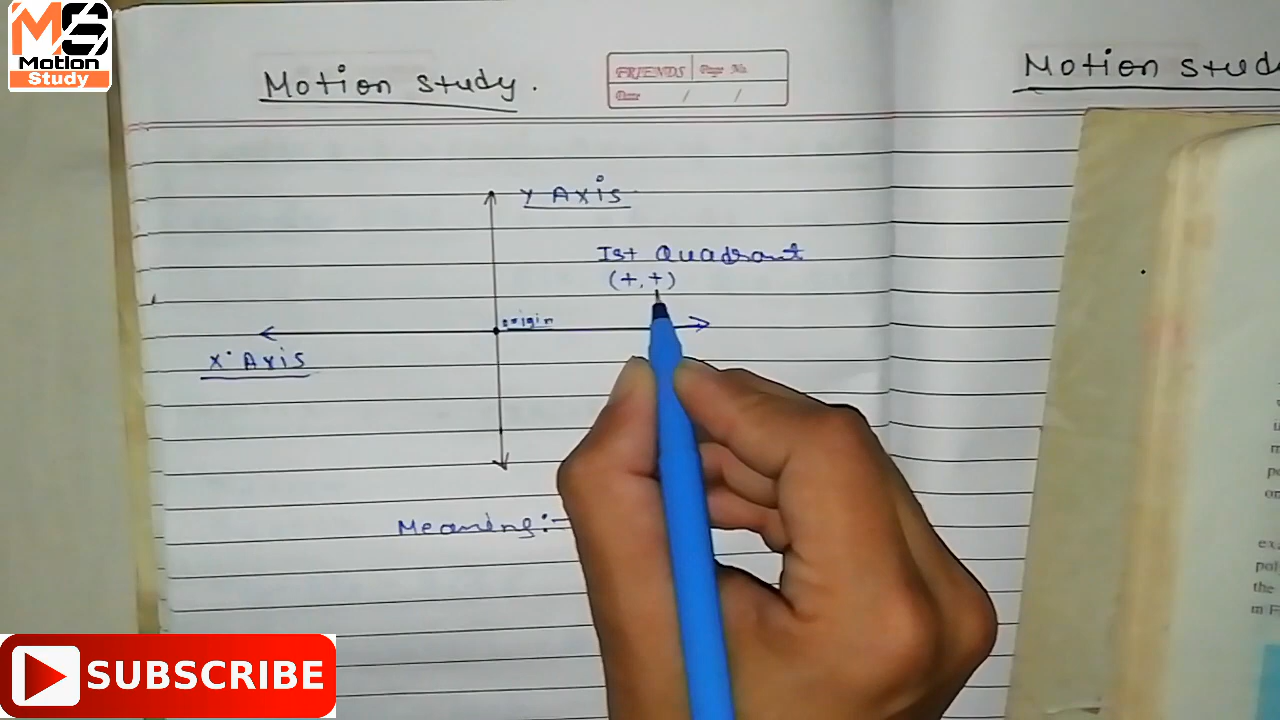 MS
Motion
Study
Motion study.
FRIENDS Page No.
Date / /
Motion stud
Y Axis
Ist Quadrant
(+,+)
origin
X Axis
Meaning:-
SUBSCRIBE